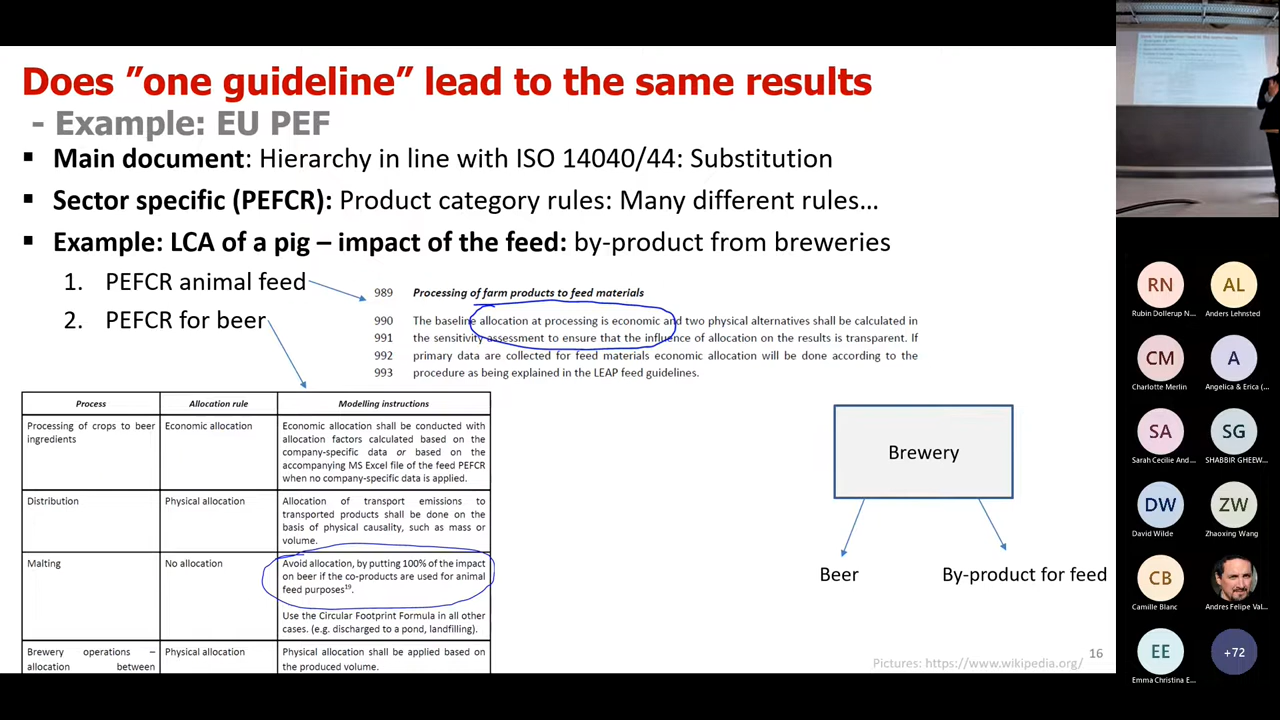 Does ”one guideline” lead to the same results
- Example: EU PEF
▪ Main document: Hierarchy in line with ISO 14040/44: Substitution
▪ Sector specific (PEFCR): Product category rules: Many different rules…
▪ Example: LCA of a pig – impact of the feed: by-product from breweries
1. PEFCR animal feed
2. PEFCR for beer
989 Processing of farm products to feed materials
990 The baseline allocation at processing is economic and two physical alternatives shall be calculated in
991 the sensitivity assessment to ensure that the influence of allocation on the results is transparent. If
992 primary data are collected for feed materials economic allocation will be done according to the
993 procedure as being explained in the LEAP feed guidelines.
Process Allocation rule Modelling instructions
Processing of crops to beer
ingredients
Economic allocation
Economic allocation shall be conducted with
allocation factors calculated based on the
company-specific data or based on the
accompanying MS Excel file of the feed PEFCR
when no company-specific data is applied.
Distribution
Physical allocation
Allocation of transport emissions to
transported products shall be done on the
basis of physical causality, such as mass or
volume.
Malting
No allocation
Avoid allocation, by putting 100% of the impact
on beer if the co-products are used for animal
feed purposes¹⁹.
Use the Circular Footprint Formula in all other
cases. (e.g. discharged to a pond, landfilling).
Brewery operations –
allocation between
Physical allocation
Physical allocation shall be applied based on
the produced volume.
Brewery
Beer
By-product for feed
16
Pictures: https://www.wikipedia.org/
RN
Rubin Dollerup N...
AL
Anders Lehnsted
CM
Charlotte Merlin
A
Angelica & Erica (...
SA
Sarah Cecilie And...
SG
SHABBIR GHEEW...
DW
David Wilde
ZW
Zhaoxing Wang
CB
Camille Blanc
Andres Felipe Val...
EE
Emma Christina E...
+72